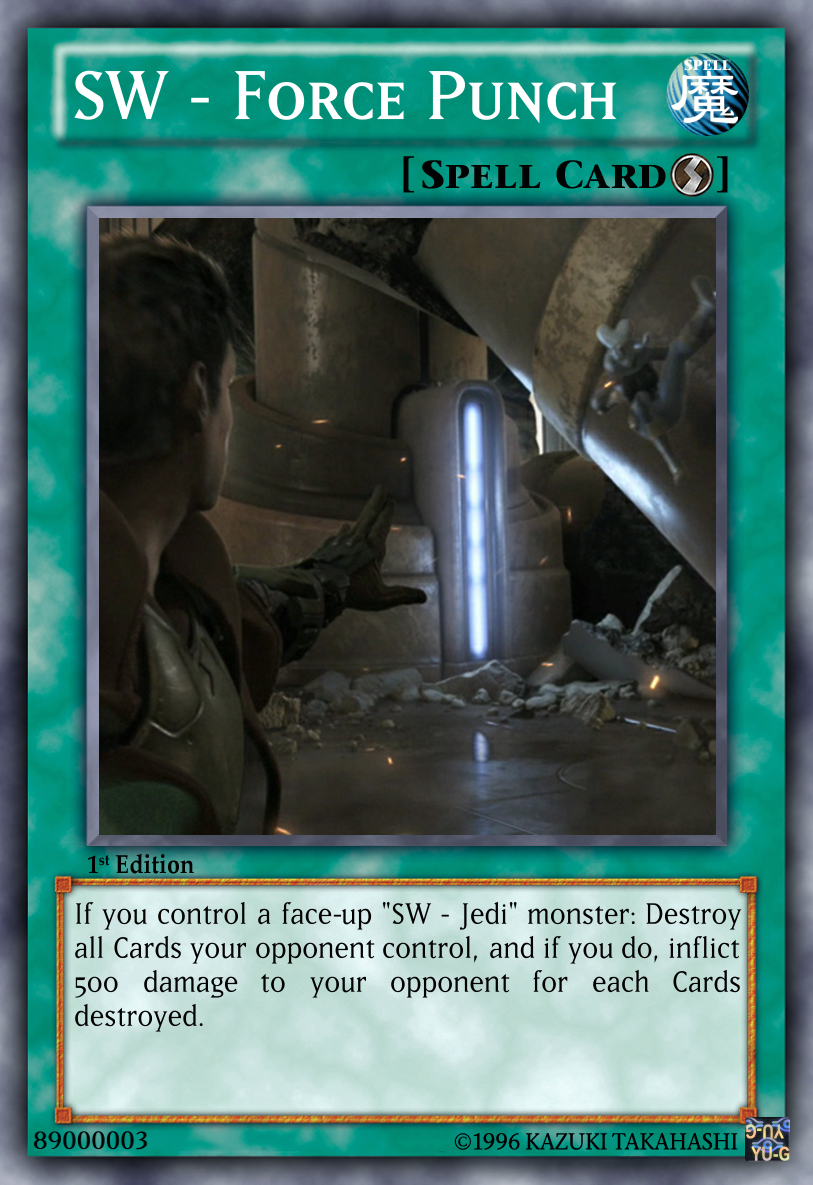 SW - Force Punch
SPELL
魔
[Spell Card]
1st Edition
If you control a face-up "SW - Jedi" monster: Destroy
all Cards your opponent control, and if you do, inflict
500 damage to your opponent for each Cards
destroyed.
89000003
©1996 KAZUKI TAKAHASHI
YU-G
YU-G